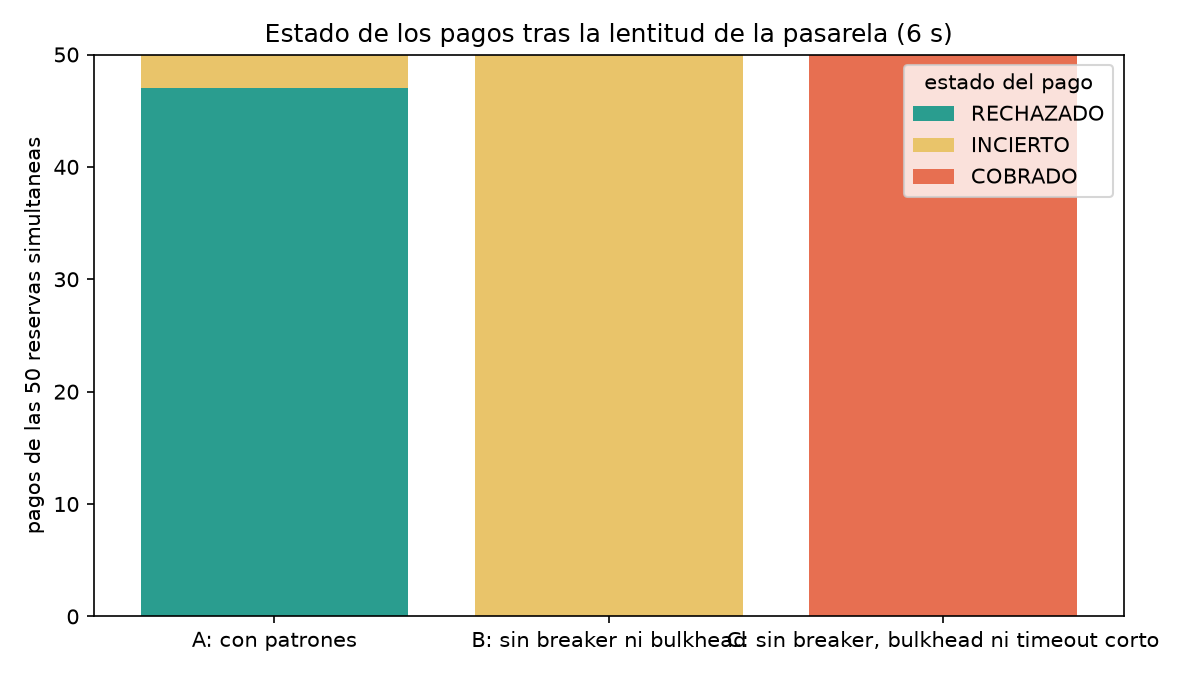 Estado de los pagos tras la lentitud de la pasarela (6 s)
pagos de las 50 reservas simultaneas
50
40
30
20
10
0
estado del pago
RECHAZADO
INCIERTO
COBRADO
A: con patrones
B: sin breaker ni bulkhead
C: sin breaker, bulkhead ni timeout corto